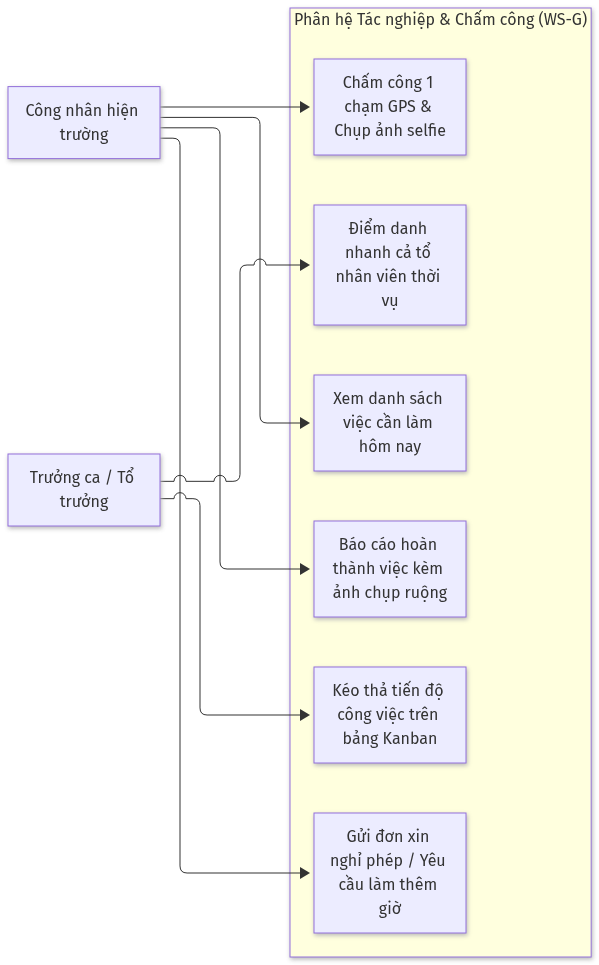 Phân hệ Tác nghiệp & Chấm công (WS-G)
Công nhân hiện
trường
Chấm công 1
chạm GPS &
Chụp ảnh selfie
Điểm danh
nhanh cả tổ
nhân viên thời
vụ
Xem danh sách
việc cần làm
hôm nay
Trưởng ca / Tổ
trưởng
Báo cáo hoàn
thành việc kèm
ảnh chụp ruộng
Kéo thả tiến độ
công việc trên
bảng Kanban
Gửi đơn xin
nghỉ phép / Yêu
cầu làm thêm
giờ